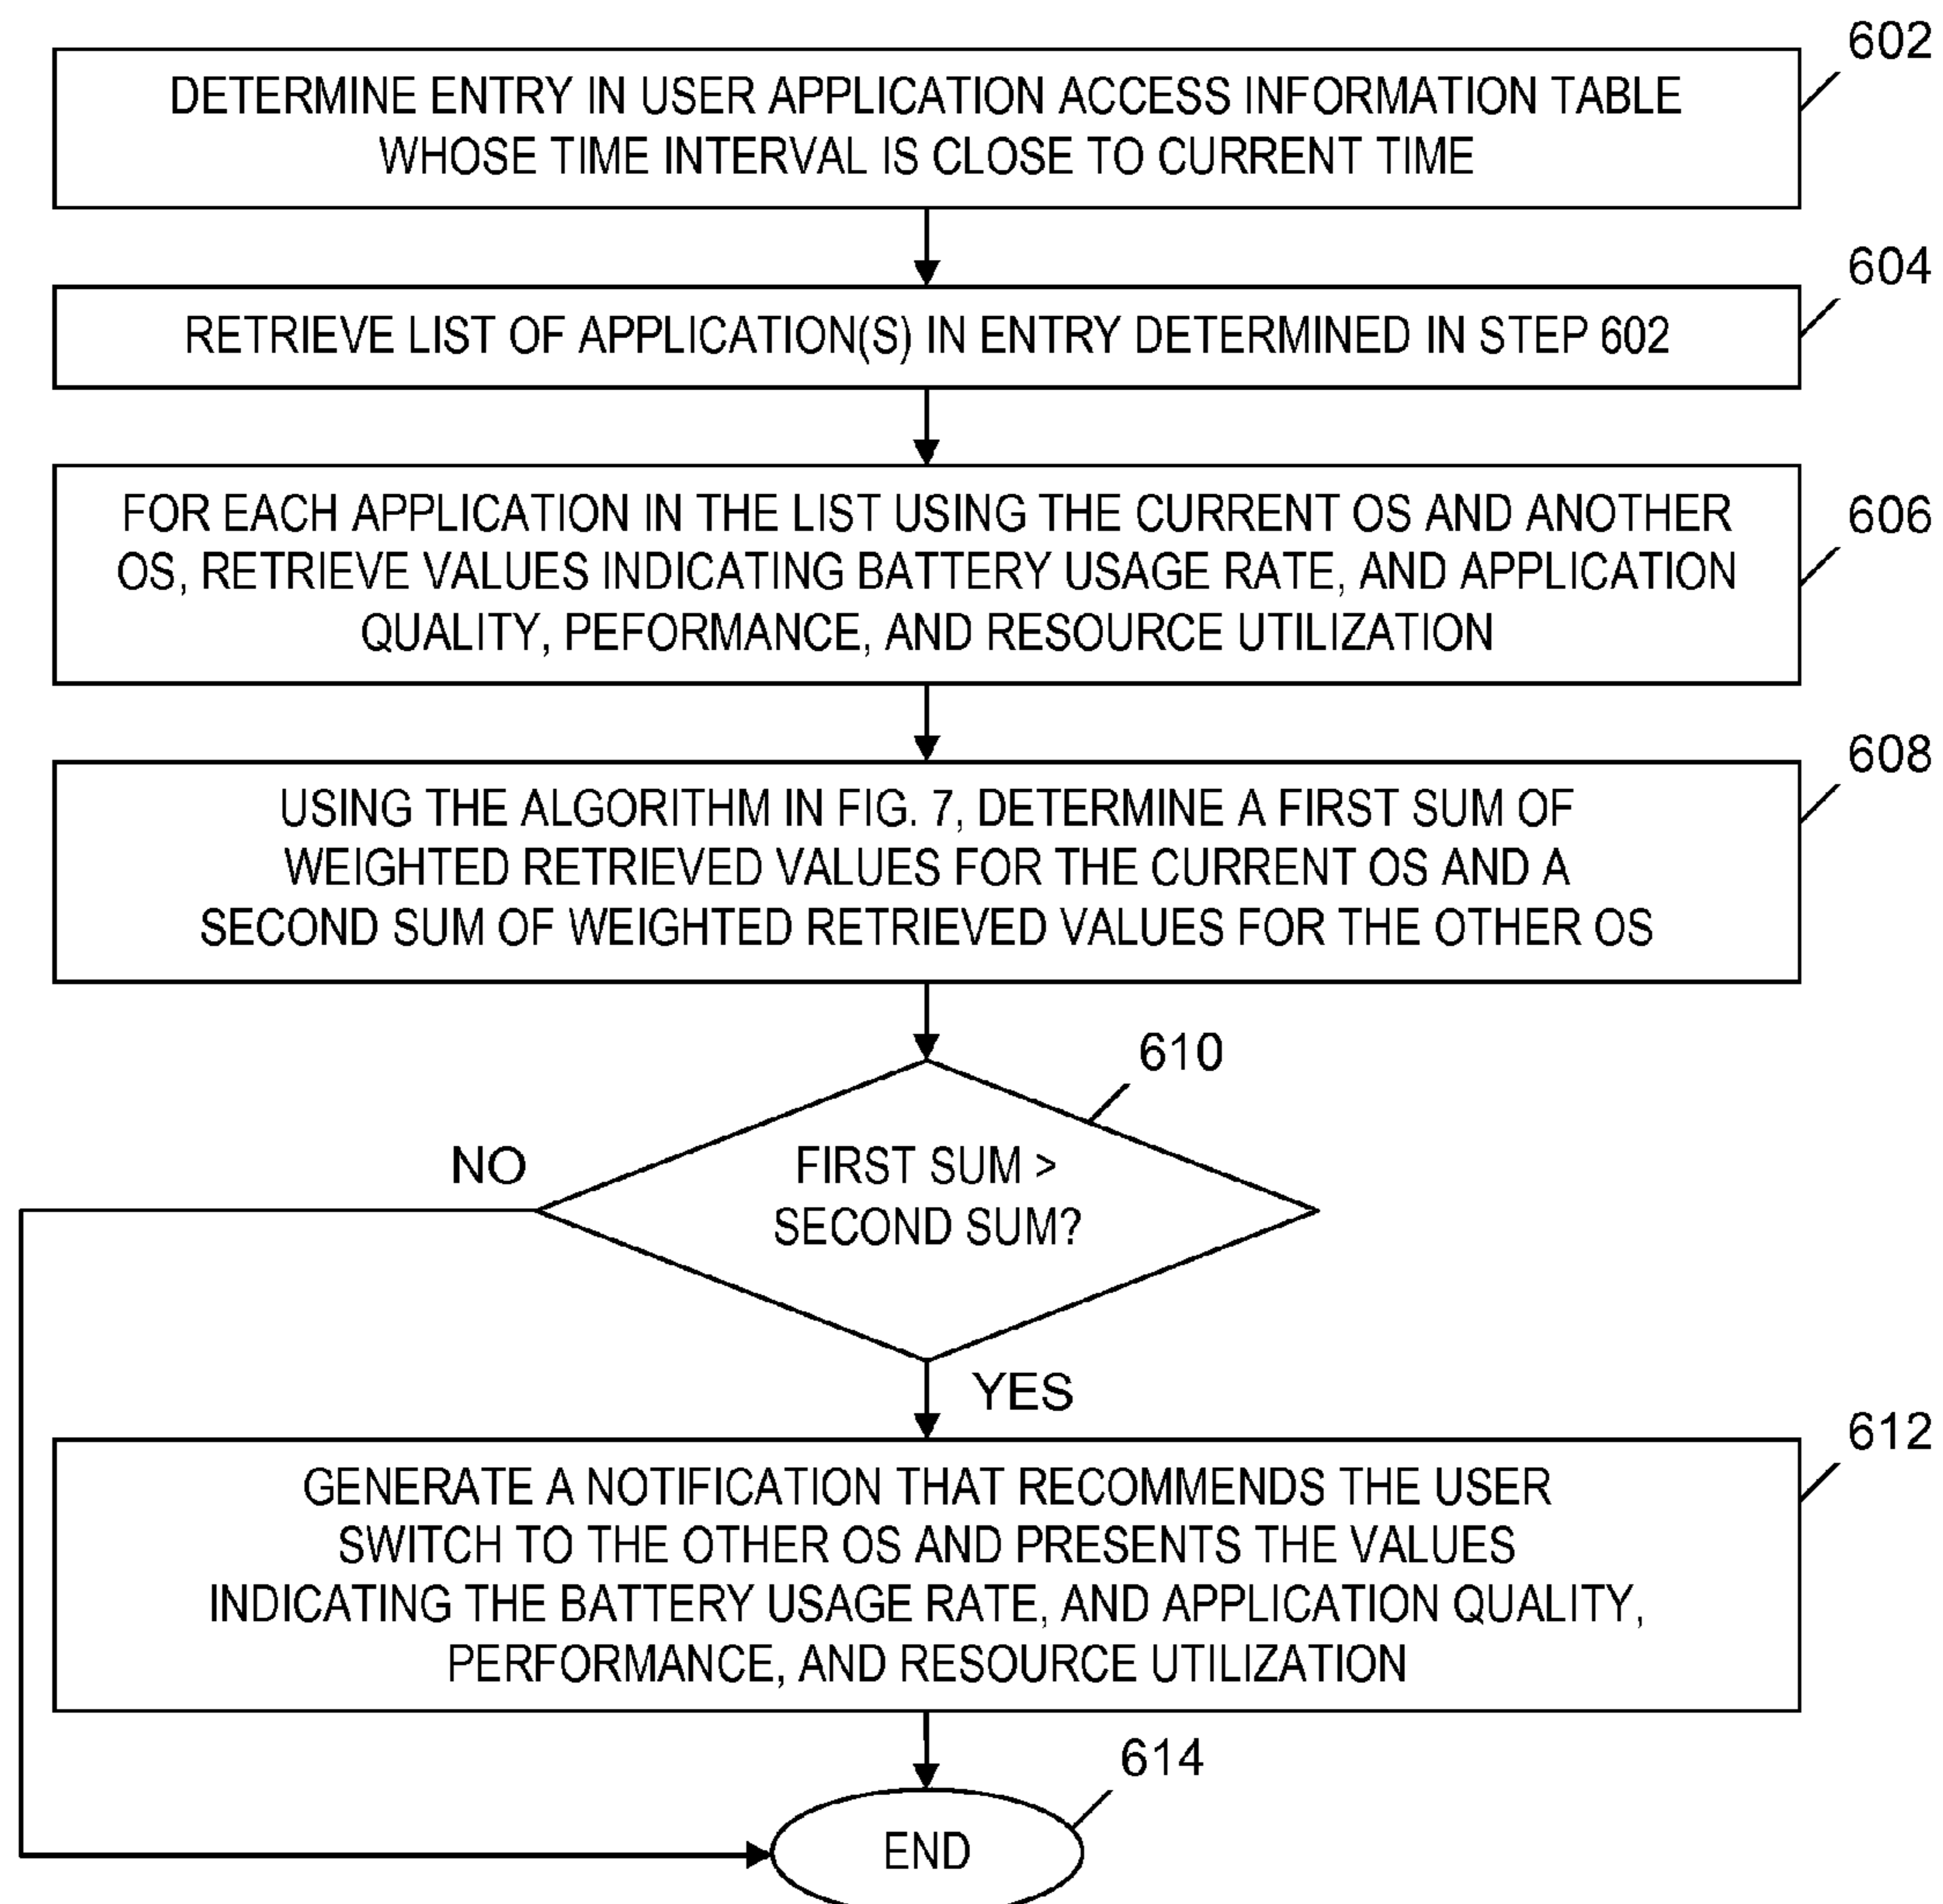 602
DETERMINE ENTRY IN USER APPLICATION ACCESS INFORMATION TABLE
WHOSE TIME INTERVAL IS CLOSE TO CURRENT TIME
604
RETRIEVE LIST OF APPLICATION(S) IN ENTRY DETERMINED IN STEP 602
606
FOR EACH APPLICATION IN THE LIST USING THE CURRENT OS AND ANOTHER
OS, RETRIEVE VALUES INDICATING BATTERY USAGE RATE, AND APPLICATION
QUALITY, PEFORMANCE, AND RESOURCE UTILIZATION
608
USING THE ALGORITHM IN FIG. 7, DETERMINE A FIRST SUM OF
WEIGHTED RETRIEVED VALUES FOR THE CURRENT OS AND A
SECOND SUM OF WEIGHTED RETRIEVED VALUES FOR THE OTHER OS
610
NO
FIRST SUM >
SECOND SUM?
YES
612
GENERATE A NOTIFICATION THAT RECOMMENDS THE USER
SWITCH TO THE OTHER OS AND PRESENTS THE VALUES
INDICATING THE BATTERY USAGE RATE, AND APPLICATION QUALITY,
PERFORMANCE, AND RESOURCE UTILIZATION
614
END